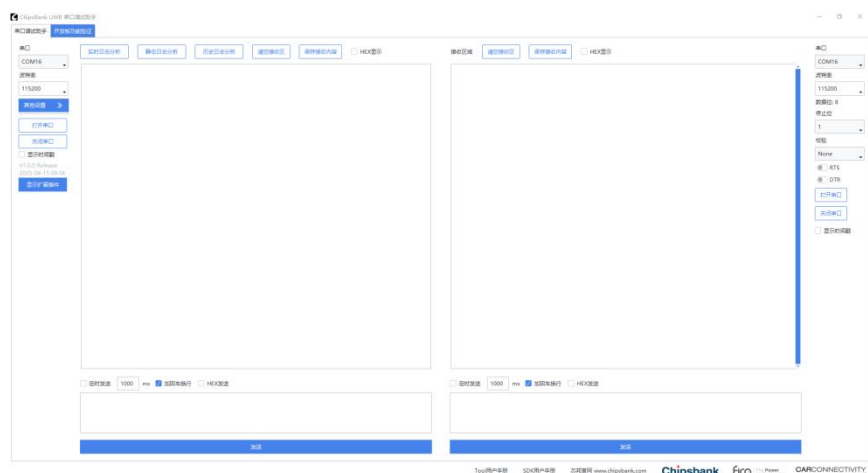 ChipsBank UWB 串口调试助手
串口调试助手 开发板功能验证
串口
COM16
波特率
115200
其他设置 »
打开串口
关闭串口
显示时间戳
V1.0.0 Release
显示扩展插件
实时日志分析 静态日志分析 历史日志分析 清空接收区 保存接收内容 HEX显示
定时发送 1000 ms 加回车换行 HEX发送
发送
接收区域 清空接收区 保存接收内容 HEX显示
定时发送 1000 ms 加回车换行 HEX发送
发送
串口
COM16
波特率
115200
数据位: 8
停止位
1
校验
None
RTS
DTR
打开串口
关闭串口
显示时间戳
Tool用户手册 SDK用户手册 芯邦官网 www.chipsbank.com Chipsbank CARCONNECTIVITY